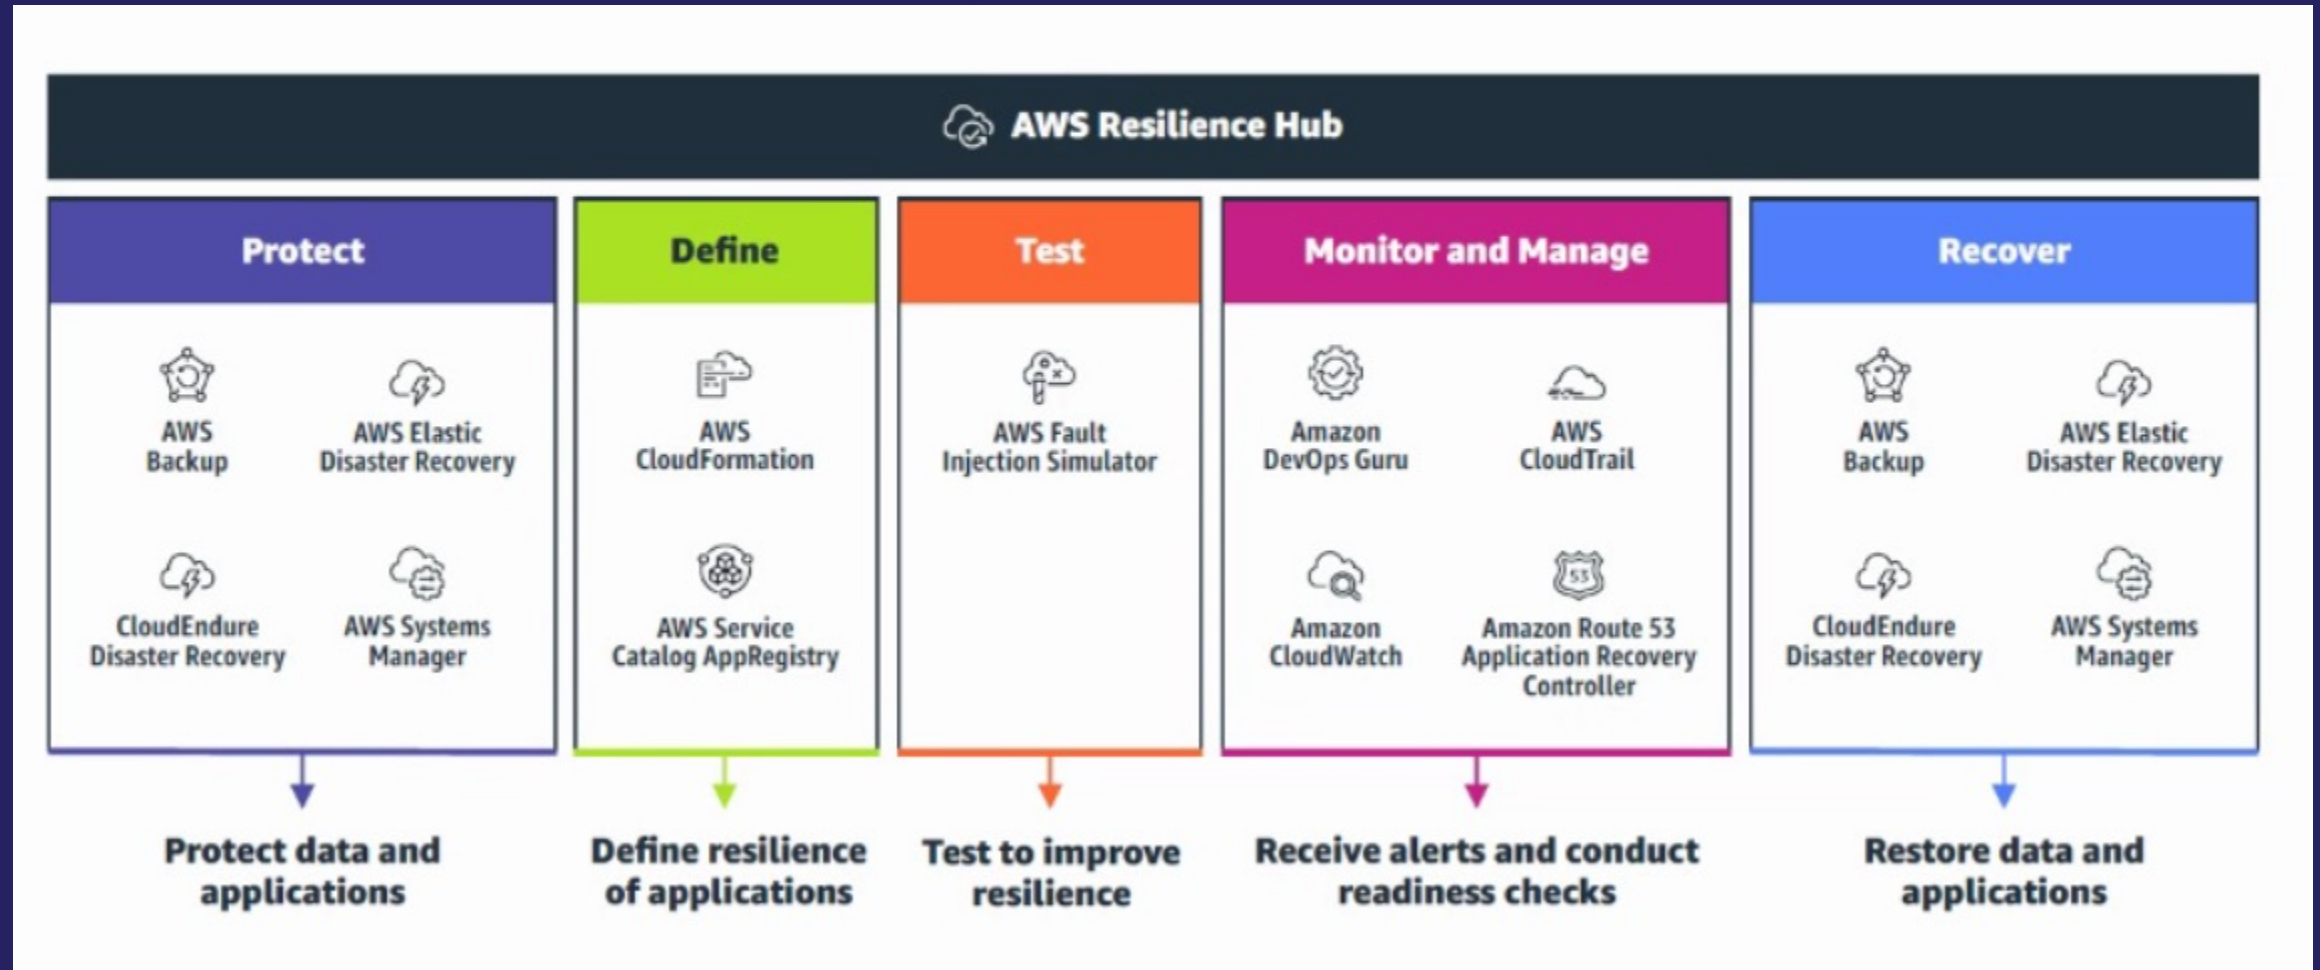 AWS Resilience Hub
Protect
AWS
Backup
AWS Elastic
Disaster Recovery
CloudEndure
Disaster Recovery
AWS Systems
Manager
Protect data and
applications
Define
AWS
CloudFormation
AWS Service
Catalog AppRegistry
Define resilience
of applications
Test
AWS Fault
Injection Simulator
Test to improve
resilience
Monitor and Manage
Amazon
DevOps Guru
AWS
CloudTrail
Amazon
CloudWatch
53
Amazon Route 53
Application Recovery
Controller
Receive alerts and conduct
readiness checks
Recover
AWS
Backup
AWS Elastic
Disaster Recovery
CloudEndure
Disaster Recovery
AWS Systems
Manager
Restore data and
applications